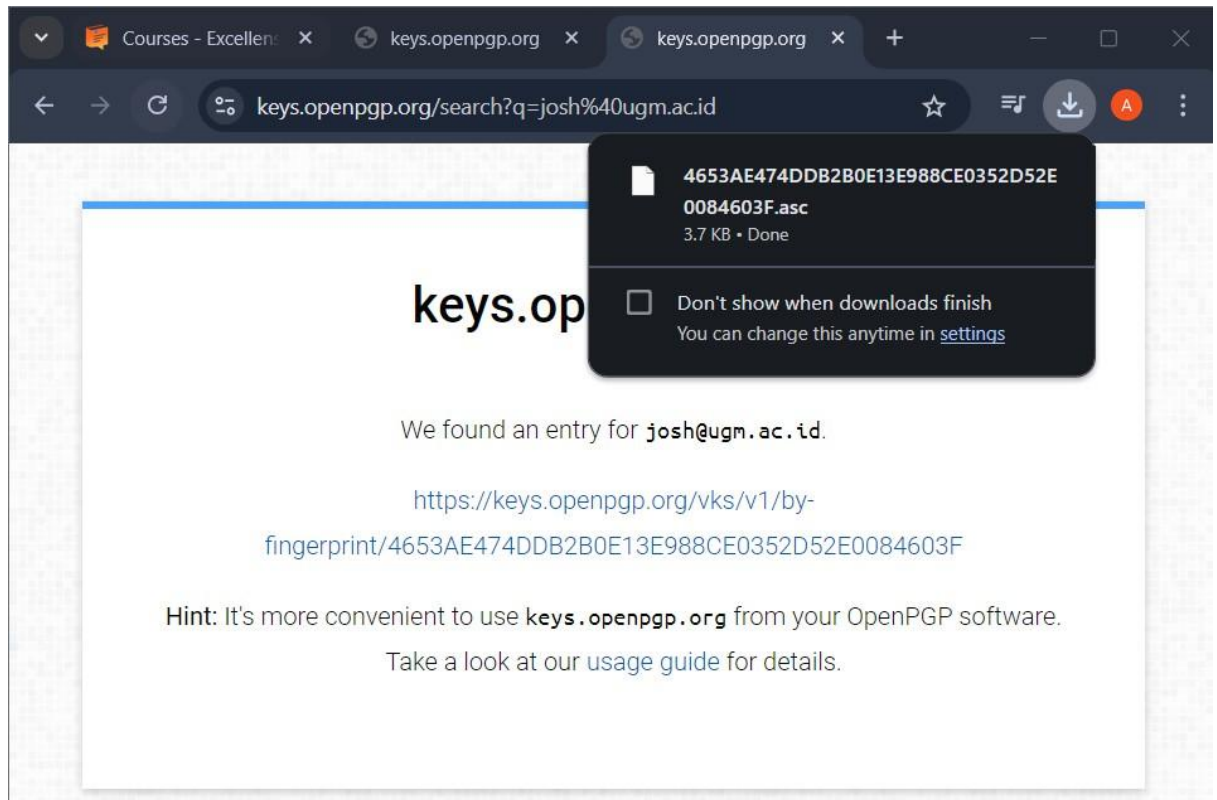 Courses - Excellens
keys.openpgp.org
keys.openpgp.org
keys.openpgp.org/search?q=josh%40ugm.ac.id
A
4653AE474DDB2B0E13E988CE0352D52E
0084603F.asc
3.7 KB • Done
Don't show when downloads finish
You can change this anytime in settings
keys.op
We found an entry for josh@ugm.ac.id.
https://keys.openpgp.org/vks/v1/by-
fingerprint/4653AE474DDB2B0E13E988CE0352D52E0084603F
Hint: It's more convenient to use keys.openpgp.org from your OpenPGP software.
Take a look at our usage guide for details.